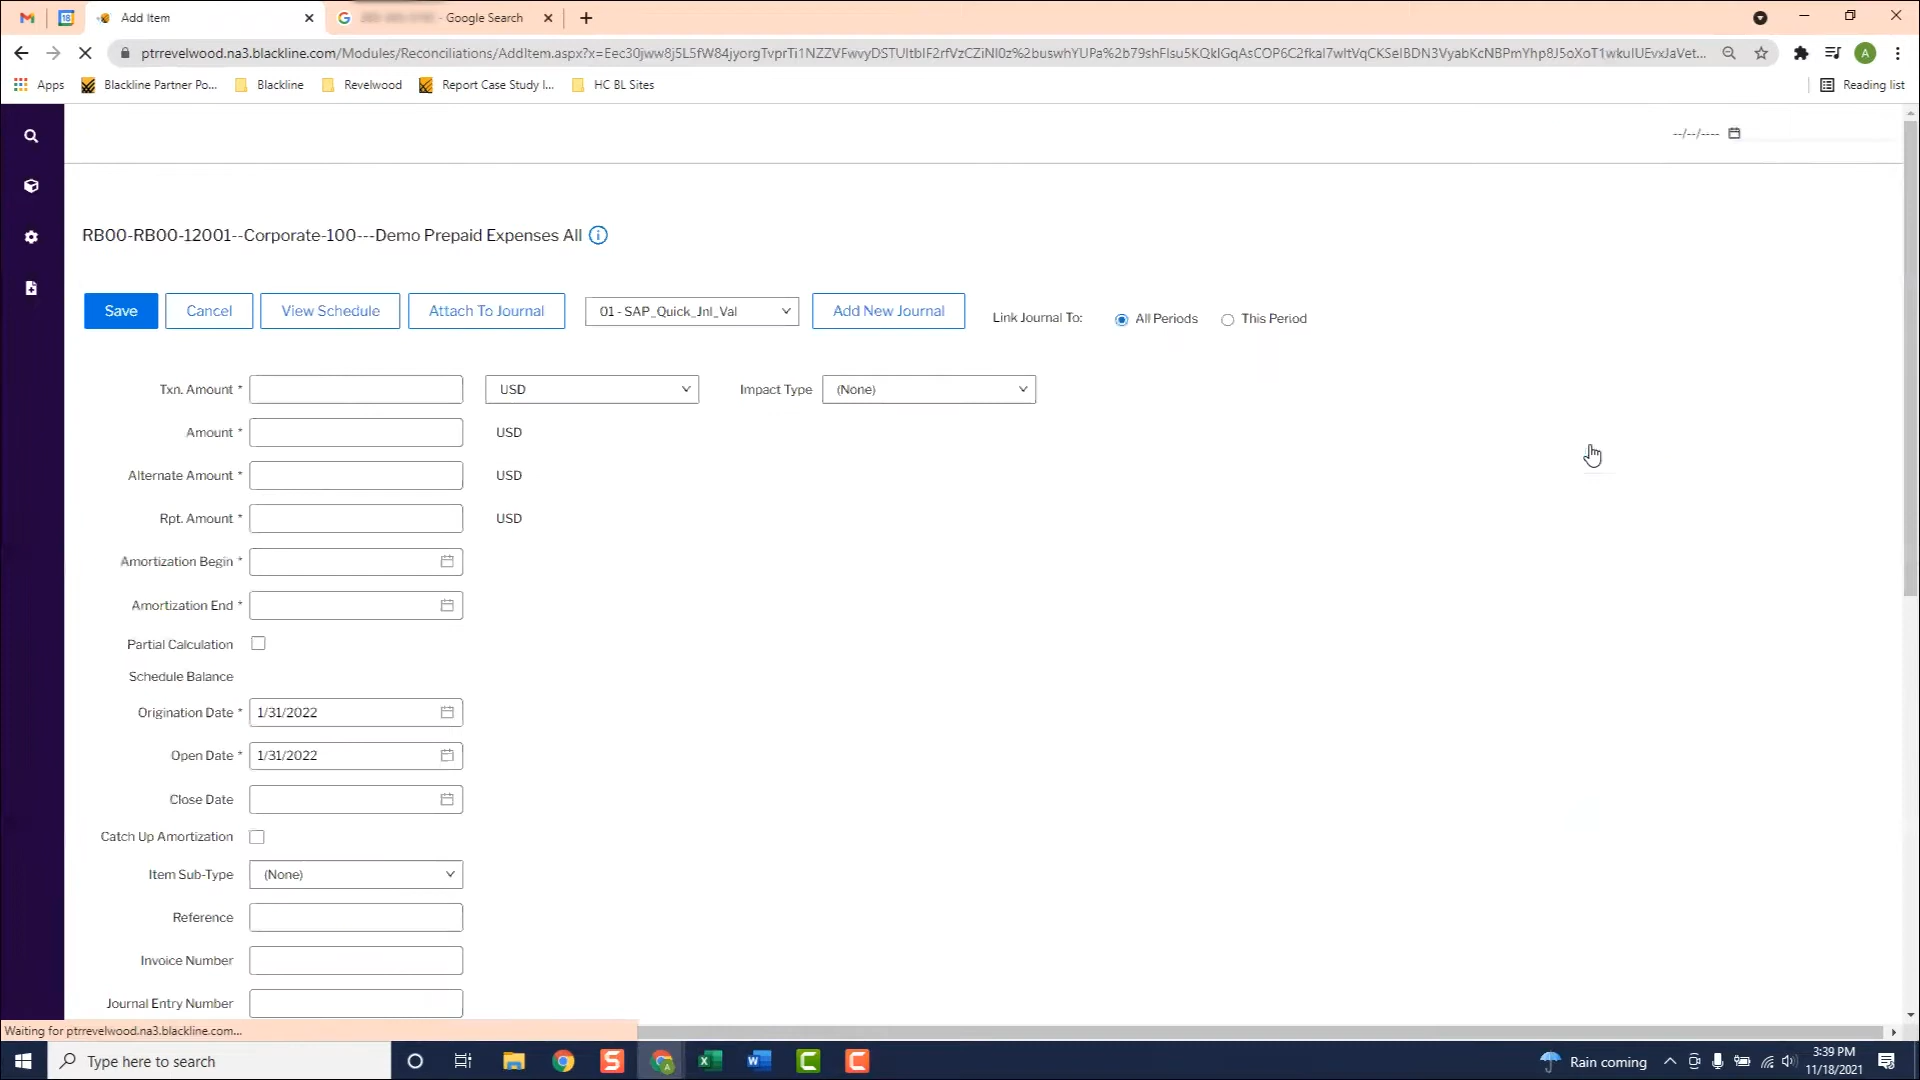 Add Item
- Google Search
ptrrevelwood.na3.blackline.com/Modules/Reconciliations/AddItem.aspx?x=
Apps
Blackline Partner Po...
Blackline
Revelwood
Report Case Study I...
HC BL Sites
Reading list
--/--/----
RB00-RB00-12001--Corporate-100---Demo Prepaid Expenses All
Save
Cancel
View Schedule
Attach To Journal
01 - SAP_Quick_Jnl_Val
Add New Journal
Link Journal To:
All Periods
This Period
Txn. Amount *
USD
Impact Type
(None)
Amount *
USD
Alternate Amount *
USD
Rpt. Amount *
USD
Amortization Begin *
Amortization End *
Partial Calculation
Schedule Balance
Origination Date *
1/31/2022
Open Date *
1/31/2022
Close Date
Catch Up Amortization
Item Sub-Type
(None)
Reference
Invoice Number
Journal Entry Number
Waiting for ptrrevelwood.na3.blackline.com...
Type here to search
Rain coming
3:39 PM
11/18/2021